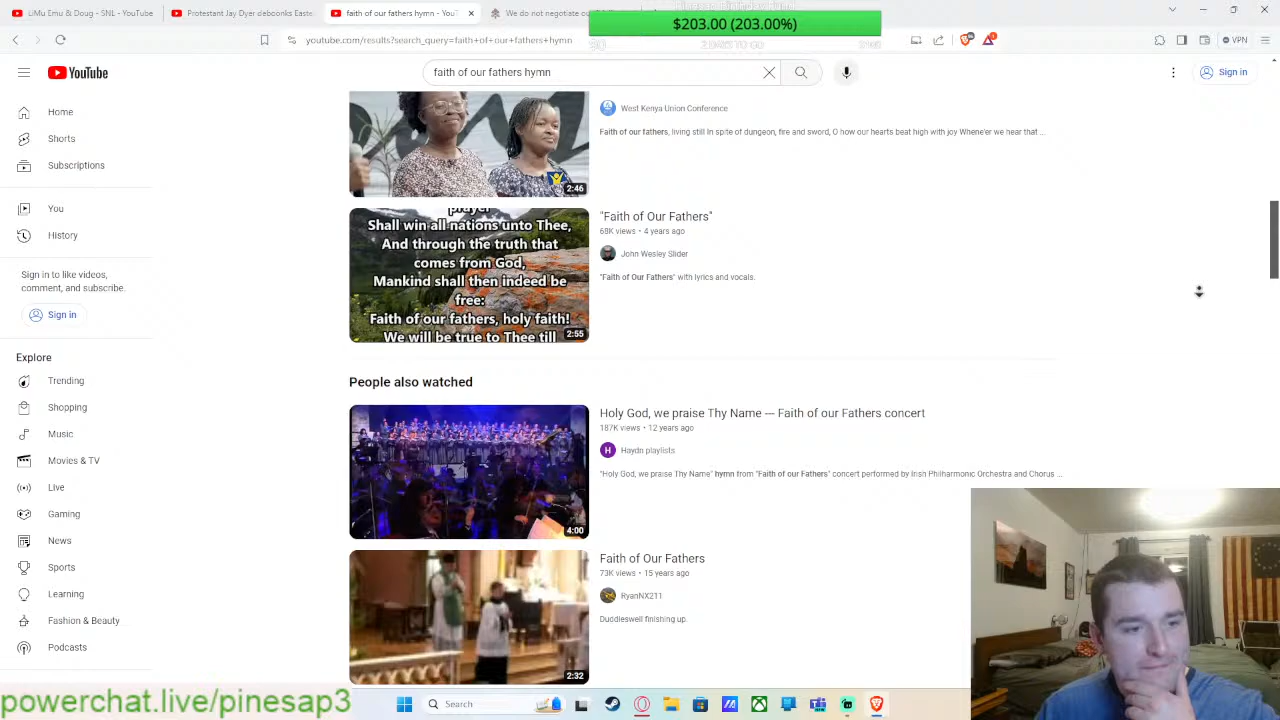 LiMu Emu & Doug - SNL - YouTube
Protestant Jay Dyer debooonks Easte
faith of our fathers hymn - YouT
We do not negotiate c
$203.00 (203.00%)
youtube.com/results?search_query=faith+of+our+fathers+hymn
2 DAYS TO GO
VPN
YouTube
faith of our fathers hymn
Sign in
Home
Shorts
Subscriptions
You
History
Sign in to like videos,
comment, and subscribe.
Sign in
Explore
Trending
Shopping
Music
Movies & TV
Live
Gaming
News
Sports
Learning
Fashion & Beauty
Podcasts
West Kenya Union Conference
Faith of our fathers, living still In spite of dungeon, fire and sword, O how our hearts beat high with joy Whene'er we hear that ...
2:46
prayer
Shall win all nations unto Thee,
And through the truth that
comes from God,
Mankind shall then indeed be
free:
Faith of our fathers, holy faith!
We will be true to Thee till
2:55
"Faith of Our Fathers"
68K views • 4 years ago
John Wesley Slider
"Faith of Our Fathers" with lyrics and vocals.
People also watched
4:00
Holy God, we praise Thy Name — Faith of our Fathers concert
187K views • 12 years ago
H
Haydn playlists
"Holy God, we praise Thy Name" hymn from "Faith of our Fathers" concert performed by Irish Philharmonic Orchestra and Chorus ...
2:32
Faith of Our Fathers
73K views • 15 years ago
RyanNX211
Duddleswell finishing up.
powerchat.live/pinesap3
Search